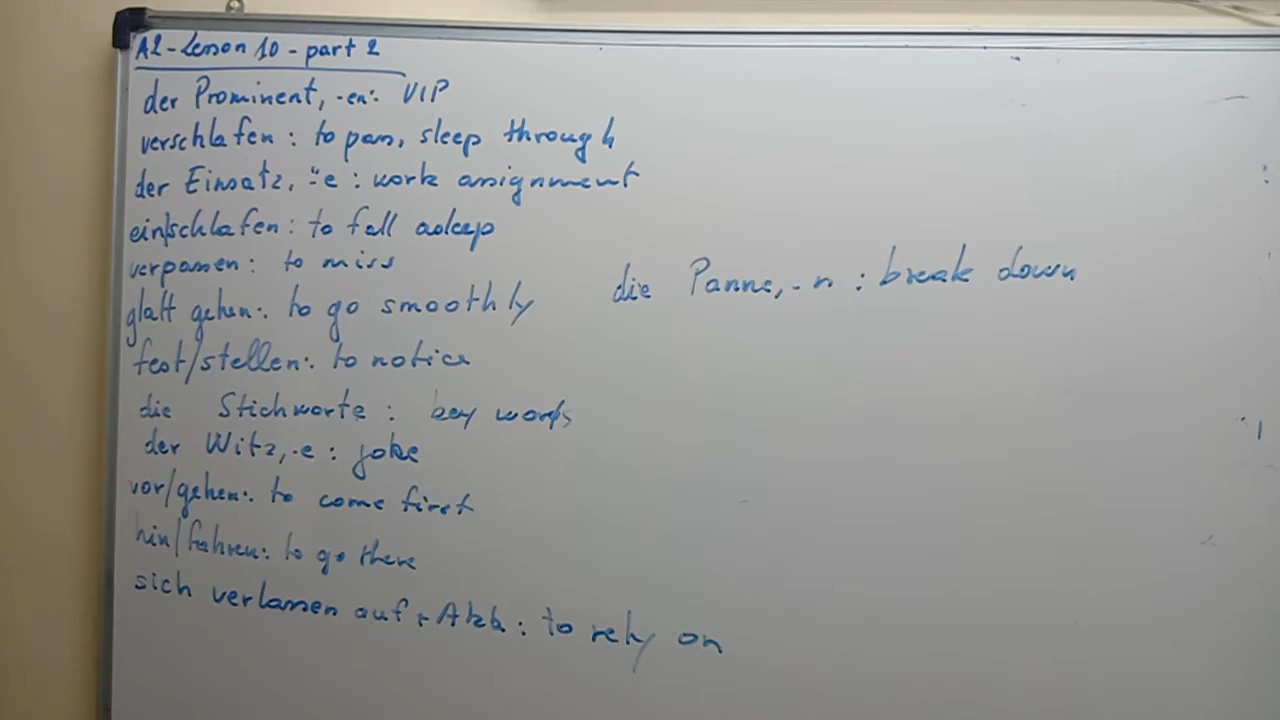 A2 - Lesson 10 - part 2
der Prominent, -en: VIP
verschlafen: to pass, sleep through
der Einsatz, ¨e: work assignment
ein/schlafen: to fall asleep
verpassen: to miss
glatt gehen: to go smoothly
die Panne, -n: break down
fest/stellen: to notice
die Stichworte: key words
der Witz, -e: joke
vor/gehen: to come first
hin/fahren: to go there
sich verlassen auf + Akk: to rely on